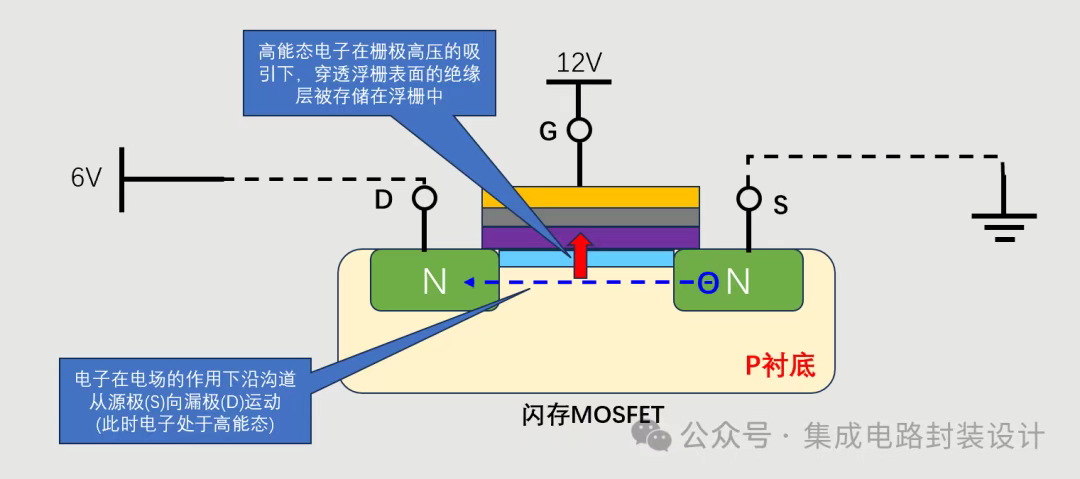 高能态电子在栅极高压的吸
引下，穿透浮栅表面的绝缘
层被存储在浮栅中
12V
G
6V
D
S
N
ΘN
P衬底
电子在电场的作用下沿沟道
从源极(S)向漏极(D)运动
(此时电子处于高能态)
闪存MOSFET
公众号·集成电路封装设计